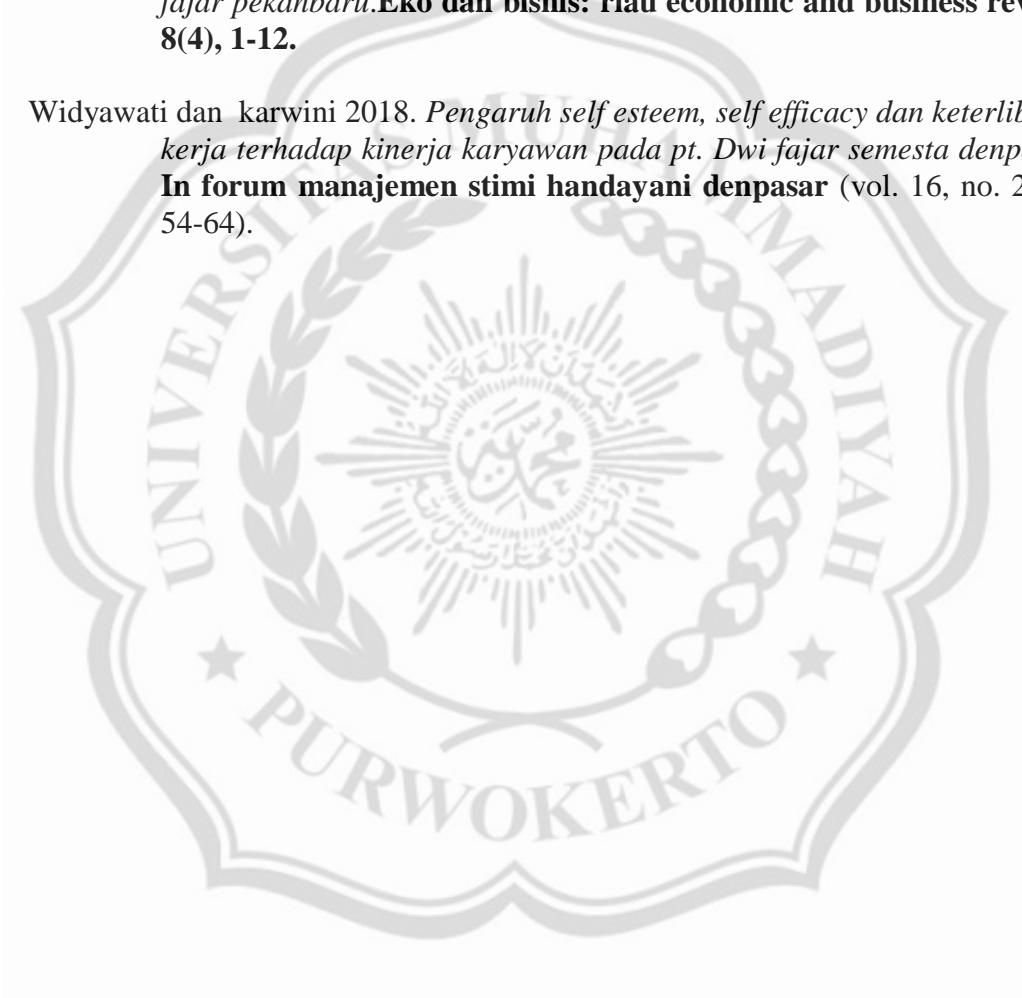 fajar pekanbaru.Eko dan bisnis: riau economic and business rev
8(4), 1-12.
Widyawati dan karwini 2018. Pengaruh self esteem, self efficacy dan keterlib
kerja terhadap kinerja karyawan pada pt. Dwi fajar semesta denp
In forum manajemen stimi handayani denpasar (vol. 16, no. 2
54-64).
UNIVERSITAS MUHAMMADIYAH
PURWOKERTO